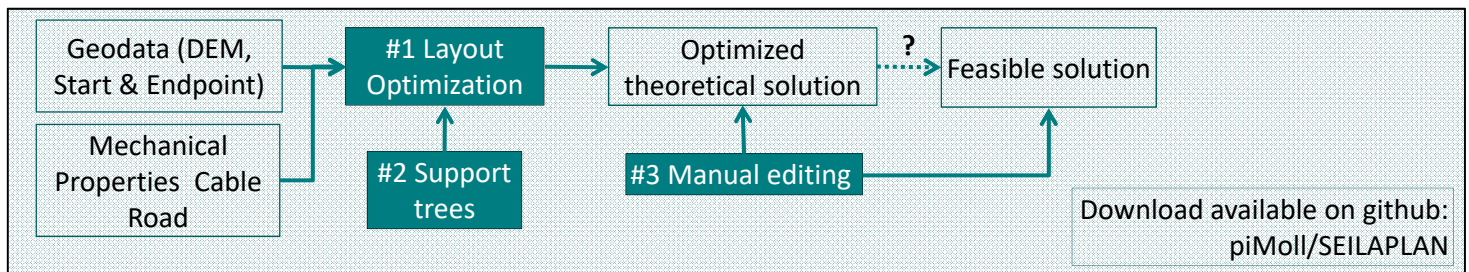 Geodata (DEM,
Start & Endpoint)
Mechanical
Properties  Cable
Road
#1 Layout
Optimization
#2 Support
trees
Optimized
theoretical solution
#3 Manual editing
?
Feasible solution
Download available on github:
piMoll/SEILAPLAN